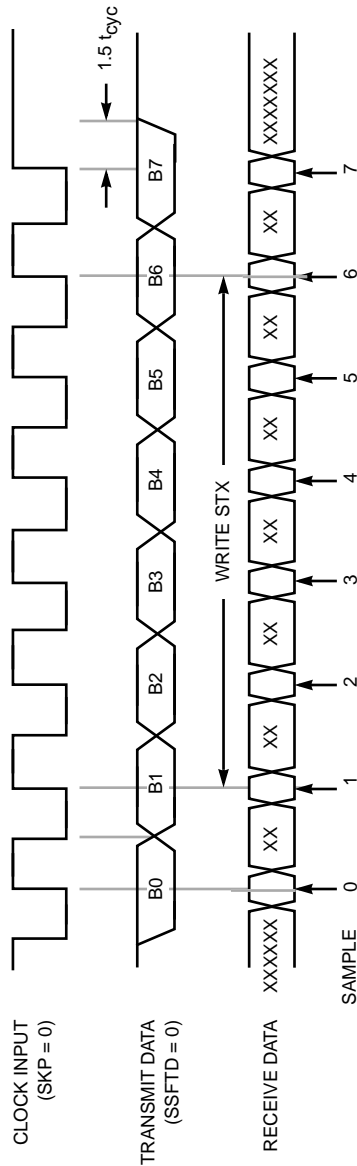 CLOCK INPUT
(SKP = 0)
1.5 tcyc
TRANSMIT DATA
(SSFTD = 0)
B0 B1 B2 B3 B4 B5 B6 B7
WRITE STX
RECEIVE DATA
XXXXXX XX XX XX XX XX XX XX XXXXXXX
SAMPLE 0 1 2 3 4 5 6 7